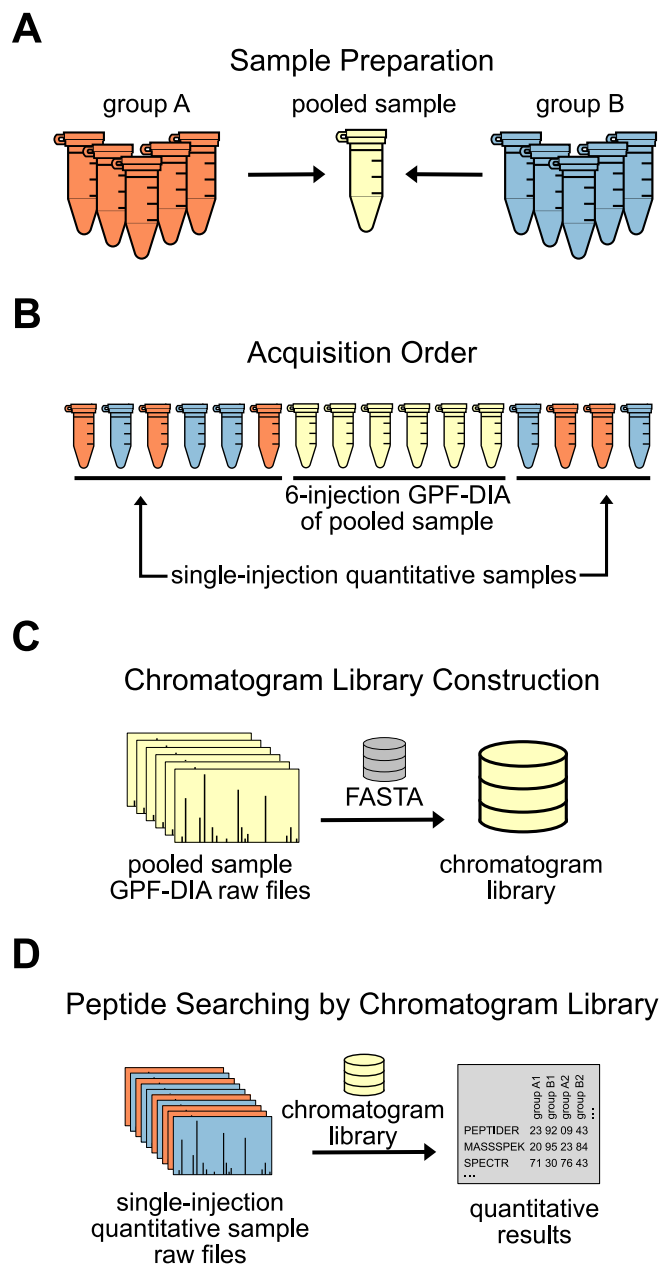 A
Sample Preparation
group A
pooled sample
group B
B
Acquisition Order
6-injection GPF-DIA
of pooled sample
single-injection quantitative samples
C
Chromatogram Library Construction
FASTA
pooled sample
GPF-DIA raw files
chromatogram
library
D
Peptide Searching by Chromatogram Library
chromatogram
library
single-injection
quantitative sample
raw files
group A1
group B1
group A2
group B2
...
PEPTIDER 23 92 09 43
MASSSPEK 20 95 23 84
SPECTR 71 30 76 43
...
quantitative
results